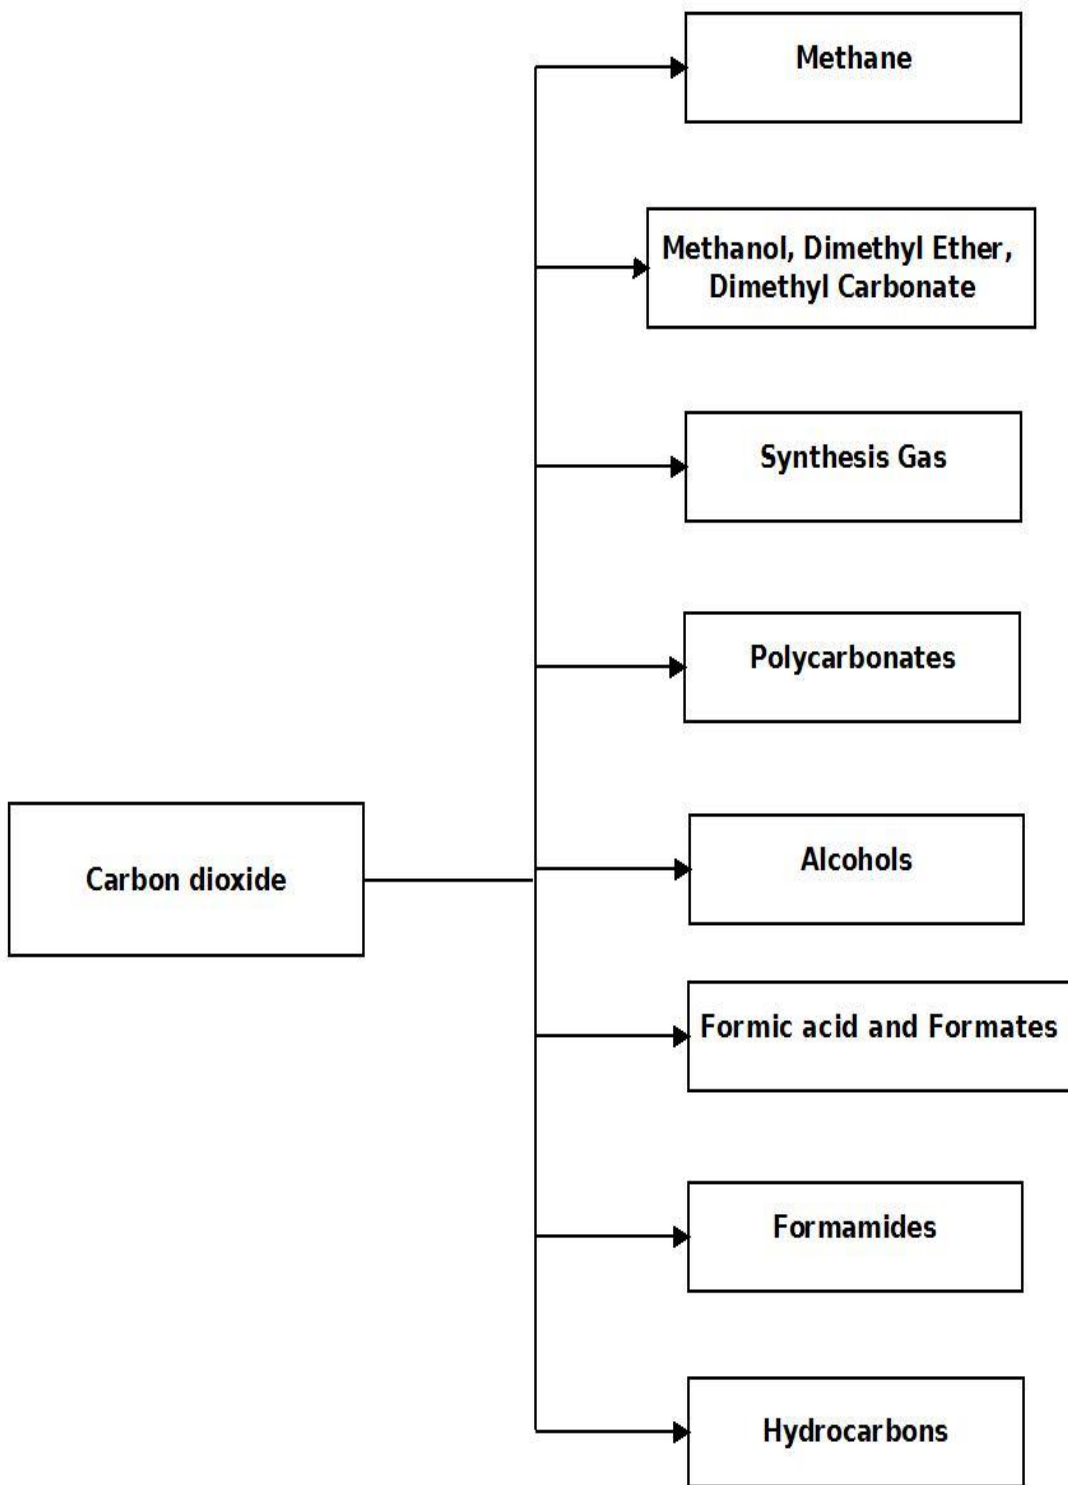 Methane
Methanol, Dimethyl Ether,
Dimethyl Carbonate
Synthesis Gas
Polycarbonates
Carbon dioxide
Alcohols
Formic acid and Formates
Formamides
Hydrocarbons